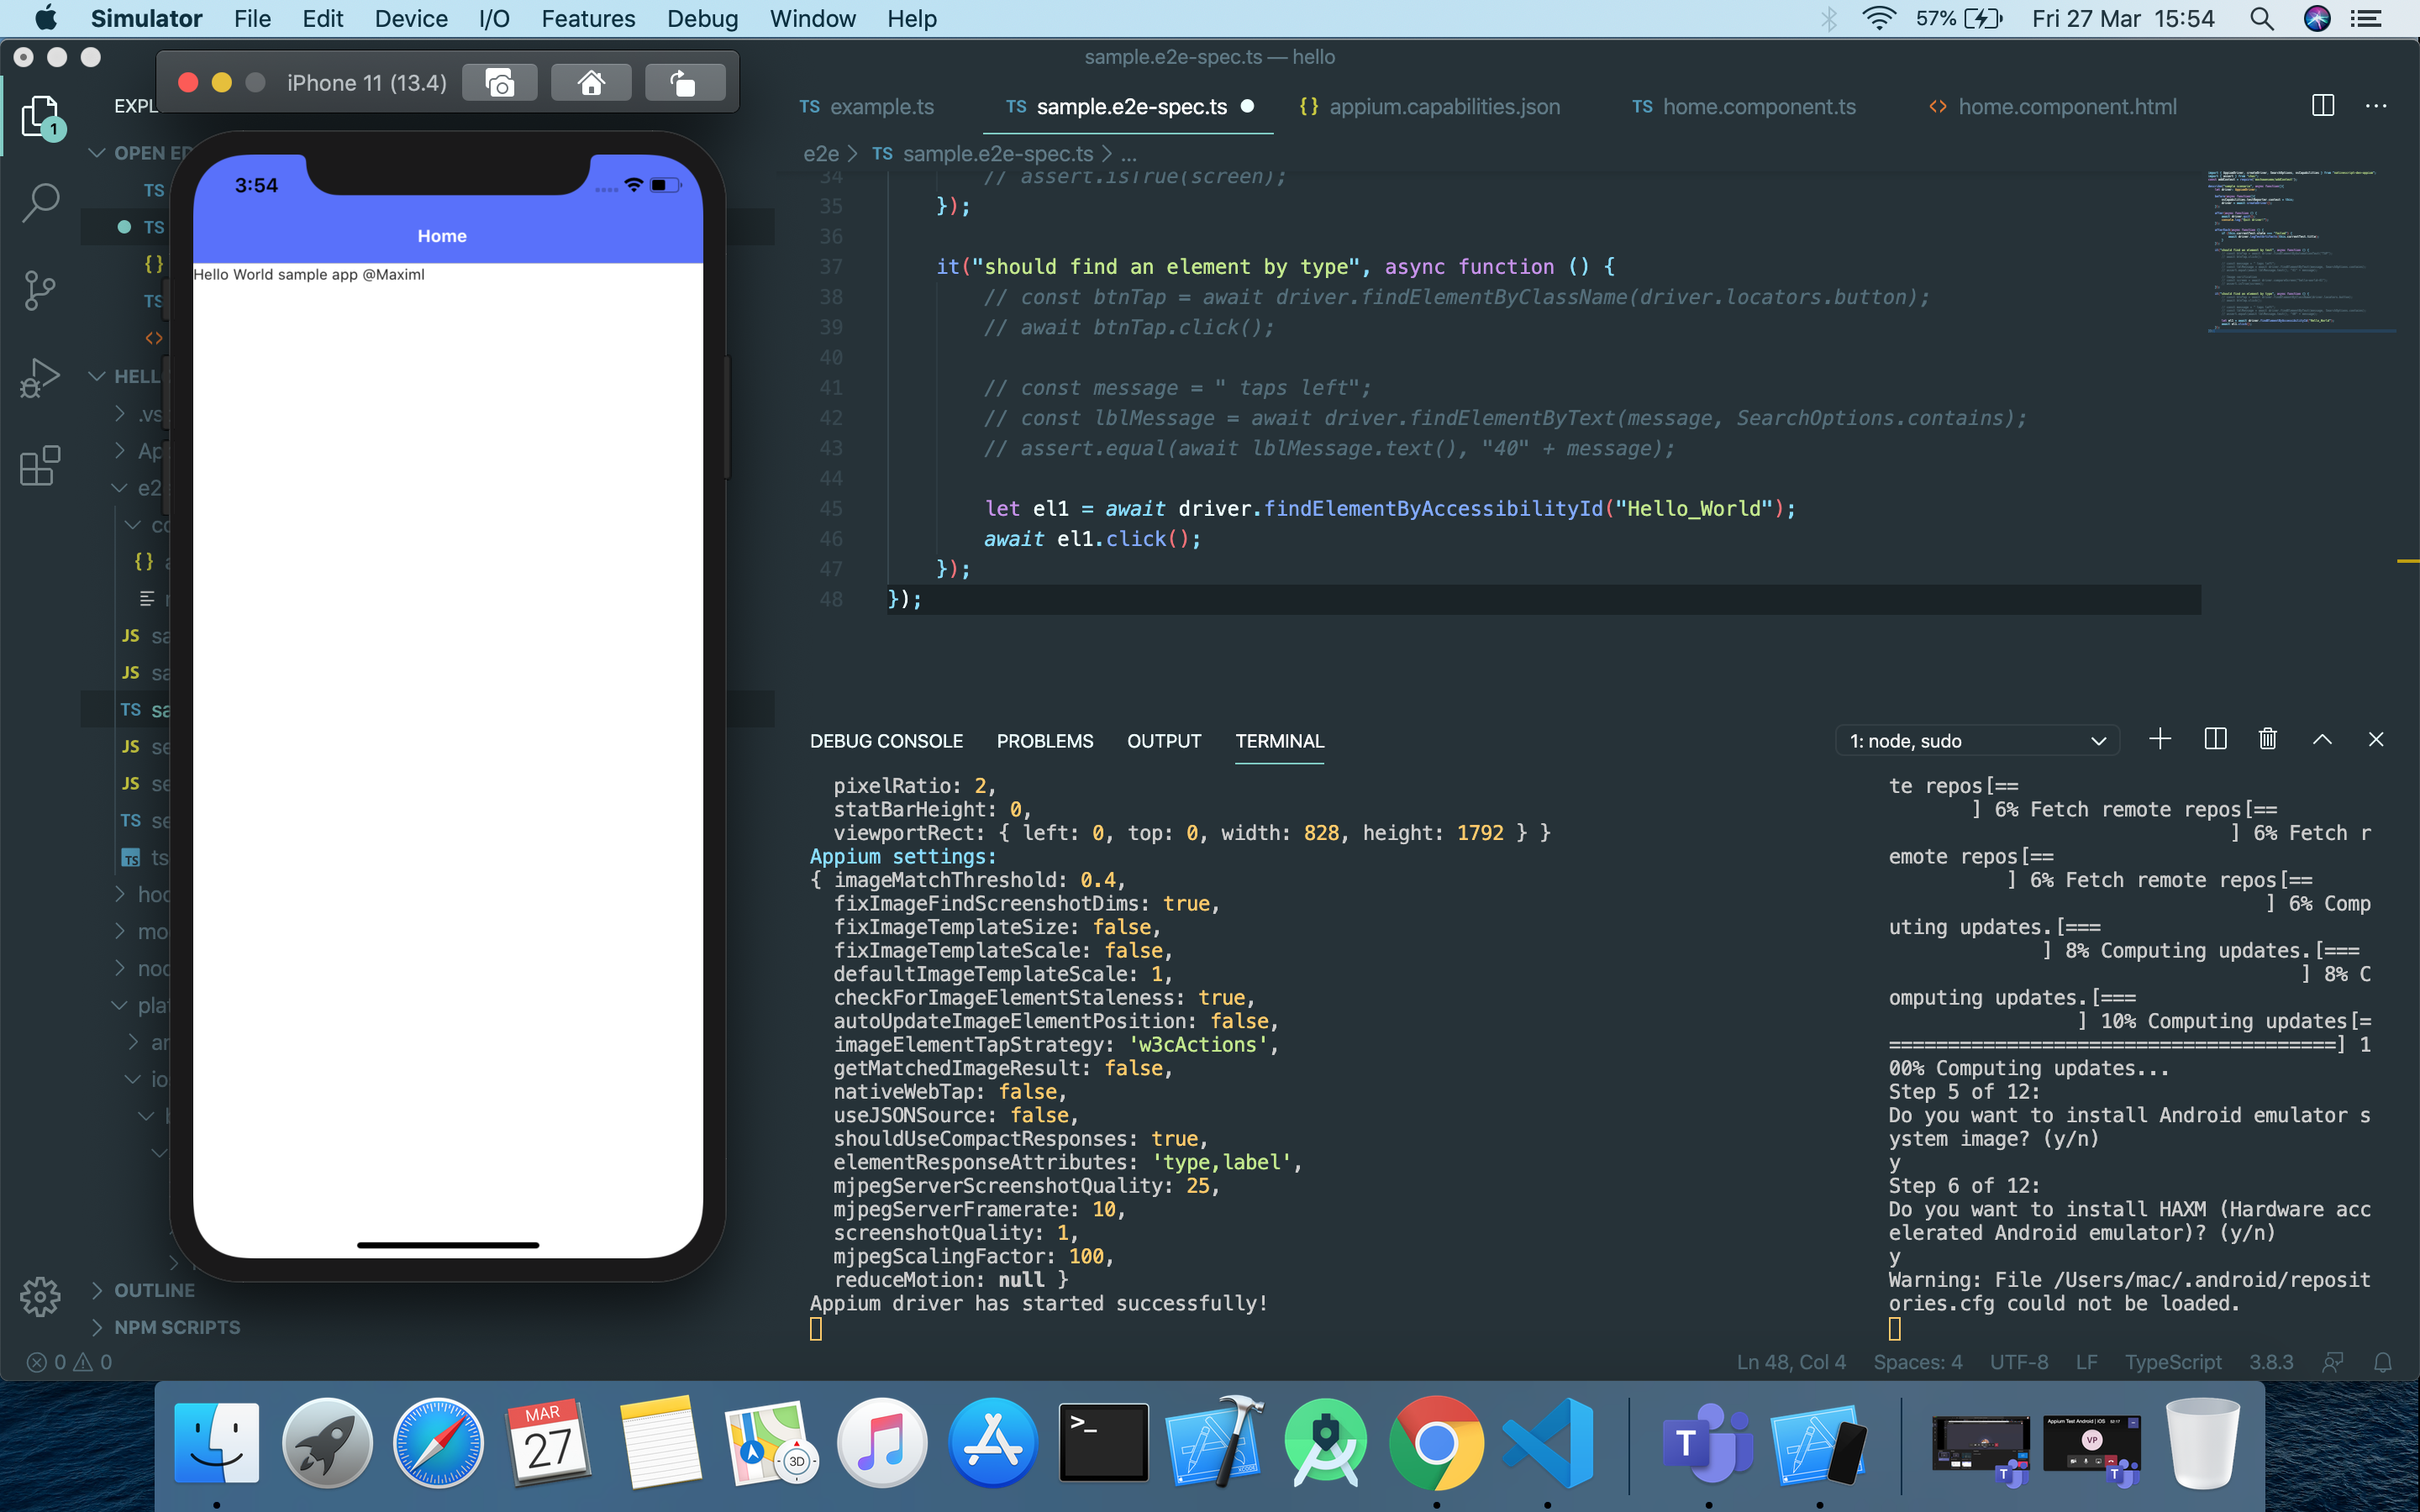 Simulator File Edit Device I/O Features Debug Window Help 57% Fri 27 Mar 15:54
sample.e2e-spec.ts — hello
iPhone 11 (13.4)
EXPL
1
OPEN ED
TS
TS
{}
TS
<>
HELL
.vs
Ap
e2
co
{}
JS sa
JS sa
TS sa
JS se
JS se
TS se
TS ts
hoo
mo
nod
plat
an
io
OUTLINE
NPM SCRIPTS
3:54
Home
Hello World sample app @Maximl
TS example.ts TS sample.e2e-spec.ts {} appium.capabilities.json TS home.component.ts <> home.component.html
e2e > TS sample.e2e-spec.ts > ...
34 // assert.isTrue(screen);
35 });
36
37 it("should find an element by type", async function () {
38 // const btnTap = await driver.findElementByClassName(driver.locators.button);
39 // await btnTap.click();
40
41 // const message = " taps left";
42 // const lblMessage = await driver.findElementByText(message, SearchOptions.contains);
43 // assert.equal(await lblMessage.text(), "40" + message);
44
45 let el1 = await driver.findElementByAccessibilityId("Hello_World");
46 await el1.click();
47 });
48 });
DEBUG CONSOLE PROBLEMS OUTPUT TERMINAL 1: node, sudo
pixelRatio: 2,
statBarHeight: 0,
viewportRect: { left: 0, top: 0, width: 828, height: 1792 } }
Appium settings:
{ imageMatchThreshold: 0.4,
fixImageFindScreenshotDims: true,
fixImageTemplateSize: false,
fixImageTemplateScale: false,
defaultImageTemplateScale: 1,
checkForImageElementStaleness: true,
autoUpdateImageElementPosition: false,
imageElementTapStrategy: 'w3cActions',
getMatchedImageResult: false,
nativeWebTap: false,
useJSONSource: false,
shouldUseCompactResponses: true,
elementResponseAttributes: 'type,label',
mjpegServerScreenshotQuality: 25,
mjpegServerFramerate: 10,
screenshotQuality: 1,
mjpegScalingFactor: 100,
reduceMotion: null }
Appium driver has started successfully!
te repos[==
] 6% Fetch remote repos[==
] 6% Fetch r
emote repos[==
] 6% Fetch remote repos[==
] 6% Comp
uting updates.[===
] 8% Computing updates.[===
] 8% C
omputing updates.[===
] 10% Computing updates[=
=====================================] 1
00% Computing updates...
Step 5 of 12:
Do you want to install Android emulator s
ystem image? (y/n)
y
Step 6 of 12:
Do you want to install HAXM (Hardware acc
elerated Android emulator)? (y/n)
y
Warning: File /Users/mac/.android/reposit
ories.cfg could not be loaded.
0 0 Ln 48, Col 4 Spaces: 4 UTF-8 LF TypeScript 3.8.3
MAR
27
3D
>_
T
Appium Test Android | iOS 02:17
VP
T
T